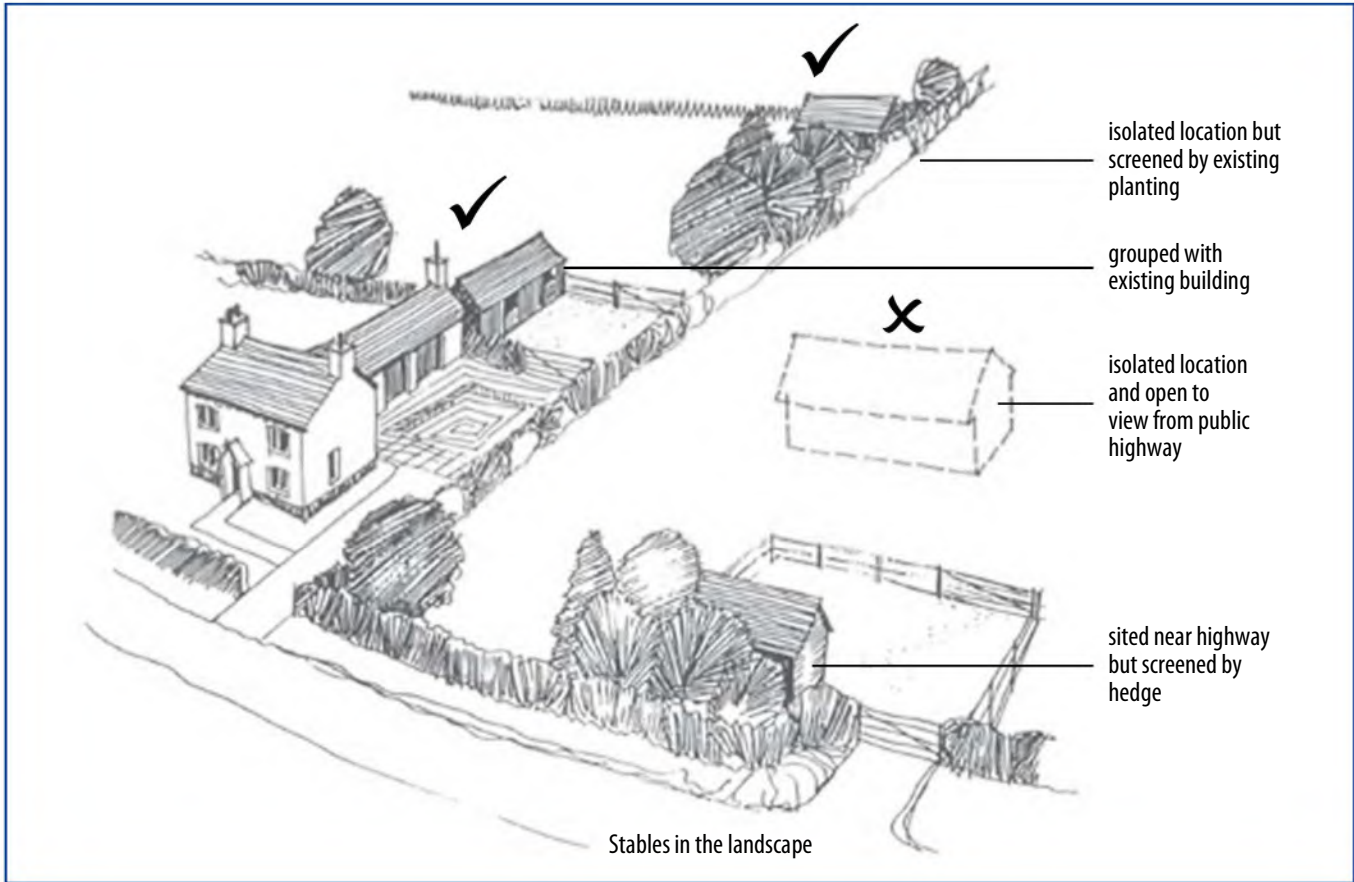 isolated location but
screened by existing
planting
grouped with
existing building
isolated location
and open to
view from public
highway
sited near highway
but screened by
hedge
Stables in the landscape